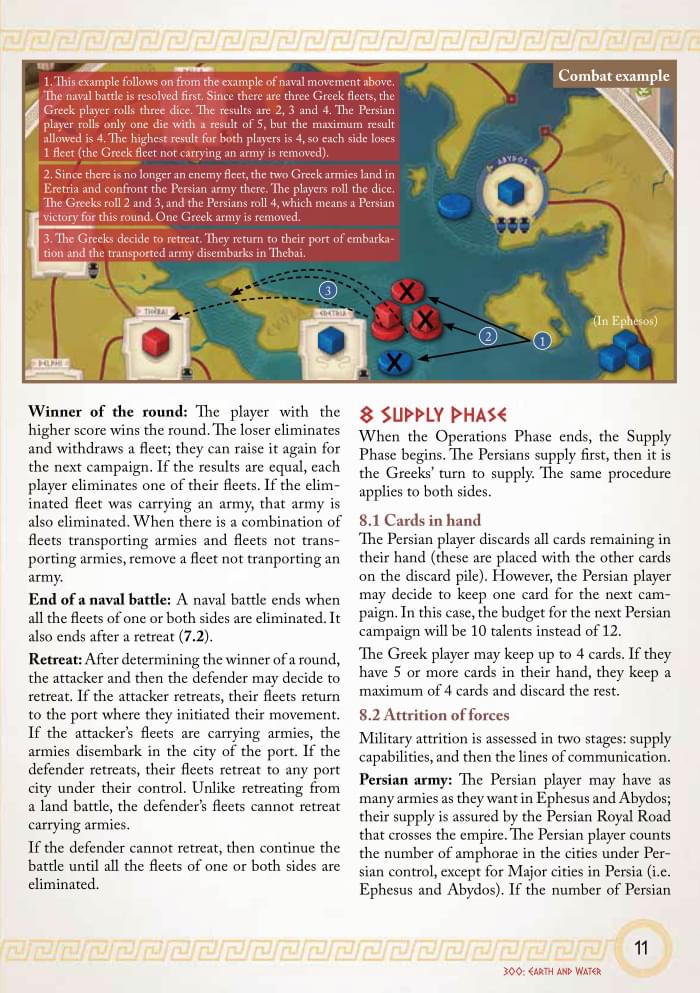 Combat example
1. This example follows on from the example of naval movement above.
The naval battle is resolved first. Since there are three Greek fleets, the
Greek player rolls three dice. The results are 2, 3 and 4. The Persian
player rolls only one die with a result of 5, but the maximum result
allowed is 4. The highest result for both players is 4, so each side loses
1 fleet (the Greek fleet not carrying an army is removed).
2. Since there is no longer an enemy fleet, the two Greek armies land in
Eretria and confront the Persian army there. The players roll the dice.
The Greeks roll 2 and 3, and the Persians roll 4, which means a Persian
victory for this round. One Greek army is removed.
3. The Greeks decide to retreat. They return to their port of embarka-
tion and the transported army disembarks in Thebai.
ABYDOS
3
THEBAI
ERETRIA
2
1
(In Ephesos)
DELPHI
Winner of the round: The player with the
higher score wins the round. The loser eliminates
and withdraws a fleet; they can raise it again for
the next campaign. If the results are equal, each
player eliminates one of their fleets. If the elim-
inated fleet was carrying an army, that army is
also eliminated. When there is a combination of
fleets transporting armies and fleets not trans-
porting armies, remove a fleet not tranporting an
army.
End of a naval battle: A naval battle ends when
all the fleets of one or both sides are eliminated. It
also ends after a retreat (7.2).
Retreat: After determining the winner of a round,
the attacker and then the defender may decide to
retreat. If the attacker retreats, their fleets return
to the port where they initiated their movement.
If the attacker's fleets are carrying armies, the
armies disembark in the city of the port. If the
defender retreats, their fleets retreat to any port
city under their control. Unlike retreating from
a land battle, the defender's fleets cannot retreat
carrying armies.
If the defender cannot retreat, then continue the
battle until all the fleets of one or both sides are
eliminated.
8 SUPPLY PHASE
When the Operations Phase ends, the Supply
Phase begins. The Persians supply first, then it is
the Greeks' turn to supply. The same procedure
applies to both sides.
8.1 Cards in hand
The Persian player discards all cards remaining in
their hand (these are placed with the other cards
on the discard pile). However, the Persian player
may decide to keep one card for the next cam-
paign. In this case, the budget for the next Persian
campaign will be 10 talents instead of 12.
The Greek player may keep up to 4 cards. If they
have 5 or more cards in their hand, they keep a
maximum of 4 cards and discard the rest.
8.2 Attrition of forces
Military attrition is assessed in two stages: supply
capabilities, and then the lines of communication.
Persian army: The Persian player may have as
many armies as they want in Ephesus and Abydos;
their supply is assured by the Persian Royal Road
that crosses the empire. The Persian player counts
the number of amphorae in the cities under Per-
sian control, except for Major cities in Persia (i.e.
Ephesus and Abydos). If the number of Persian
11
300: EARTH AND WATER